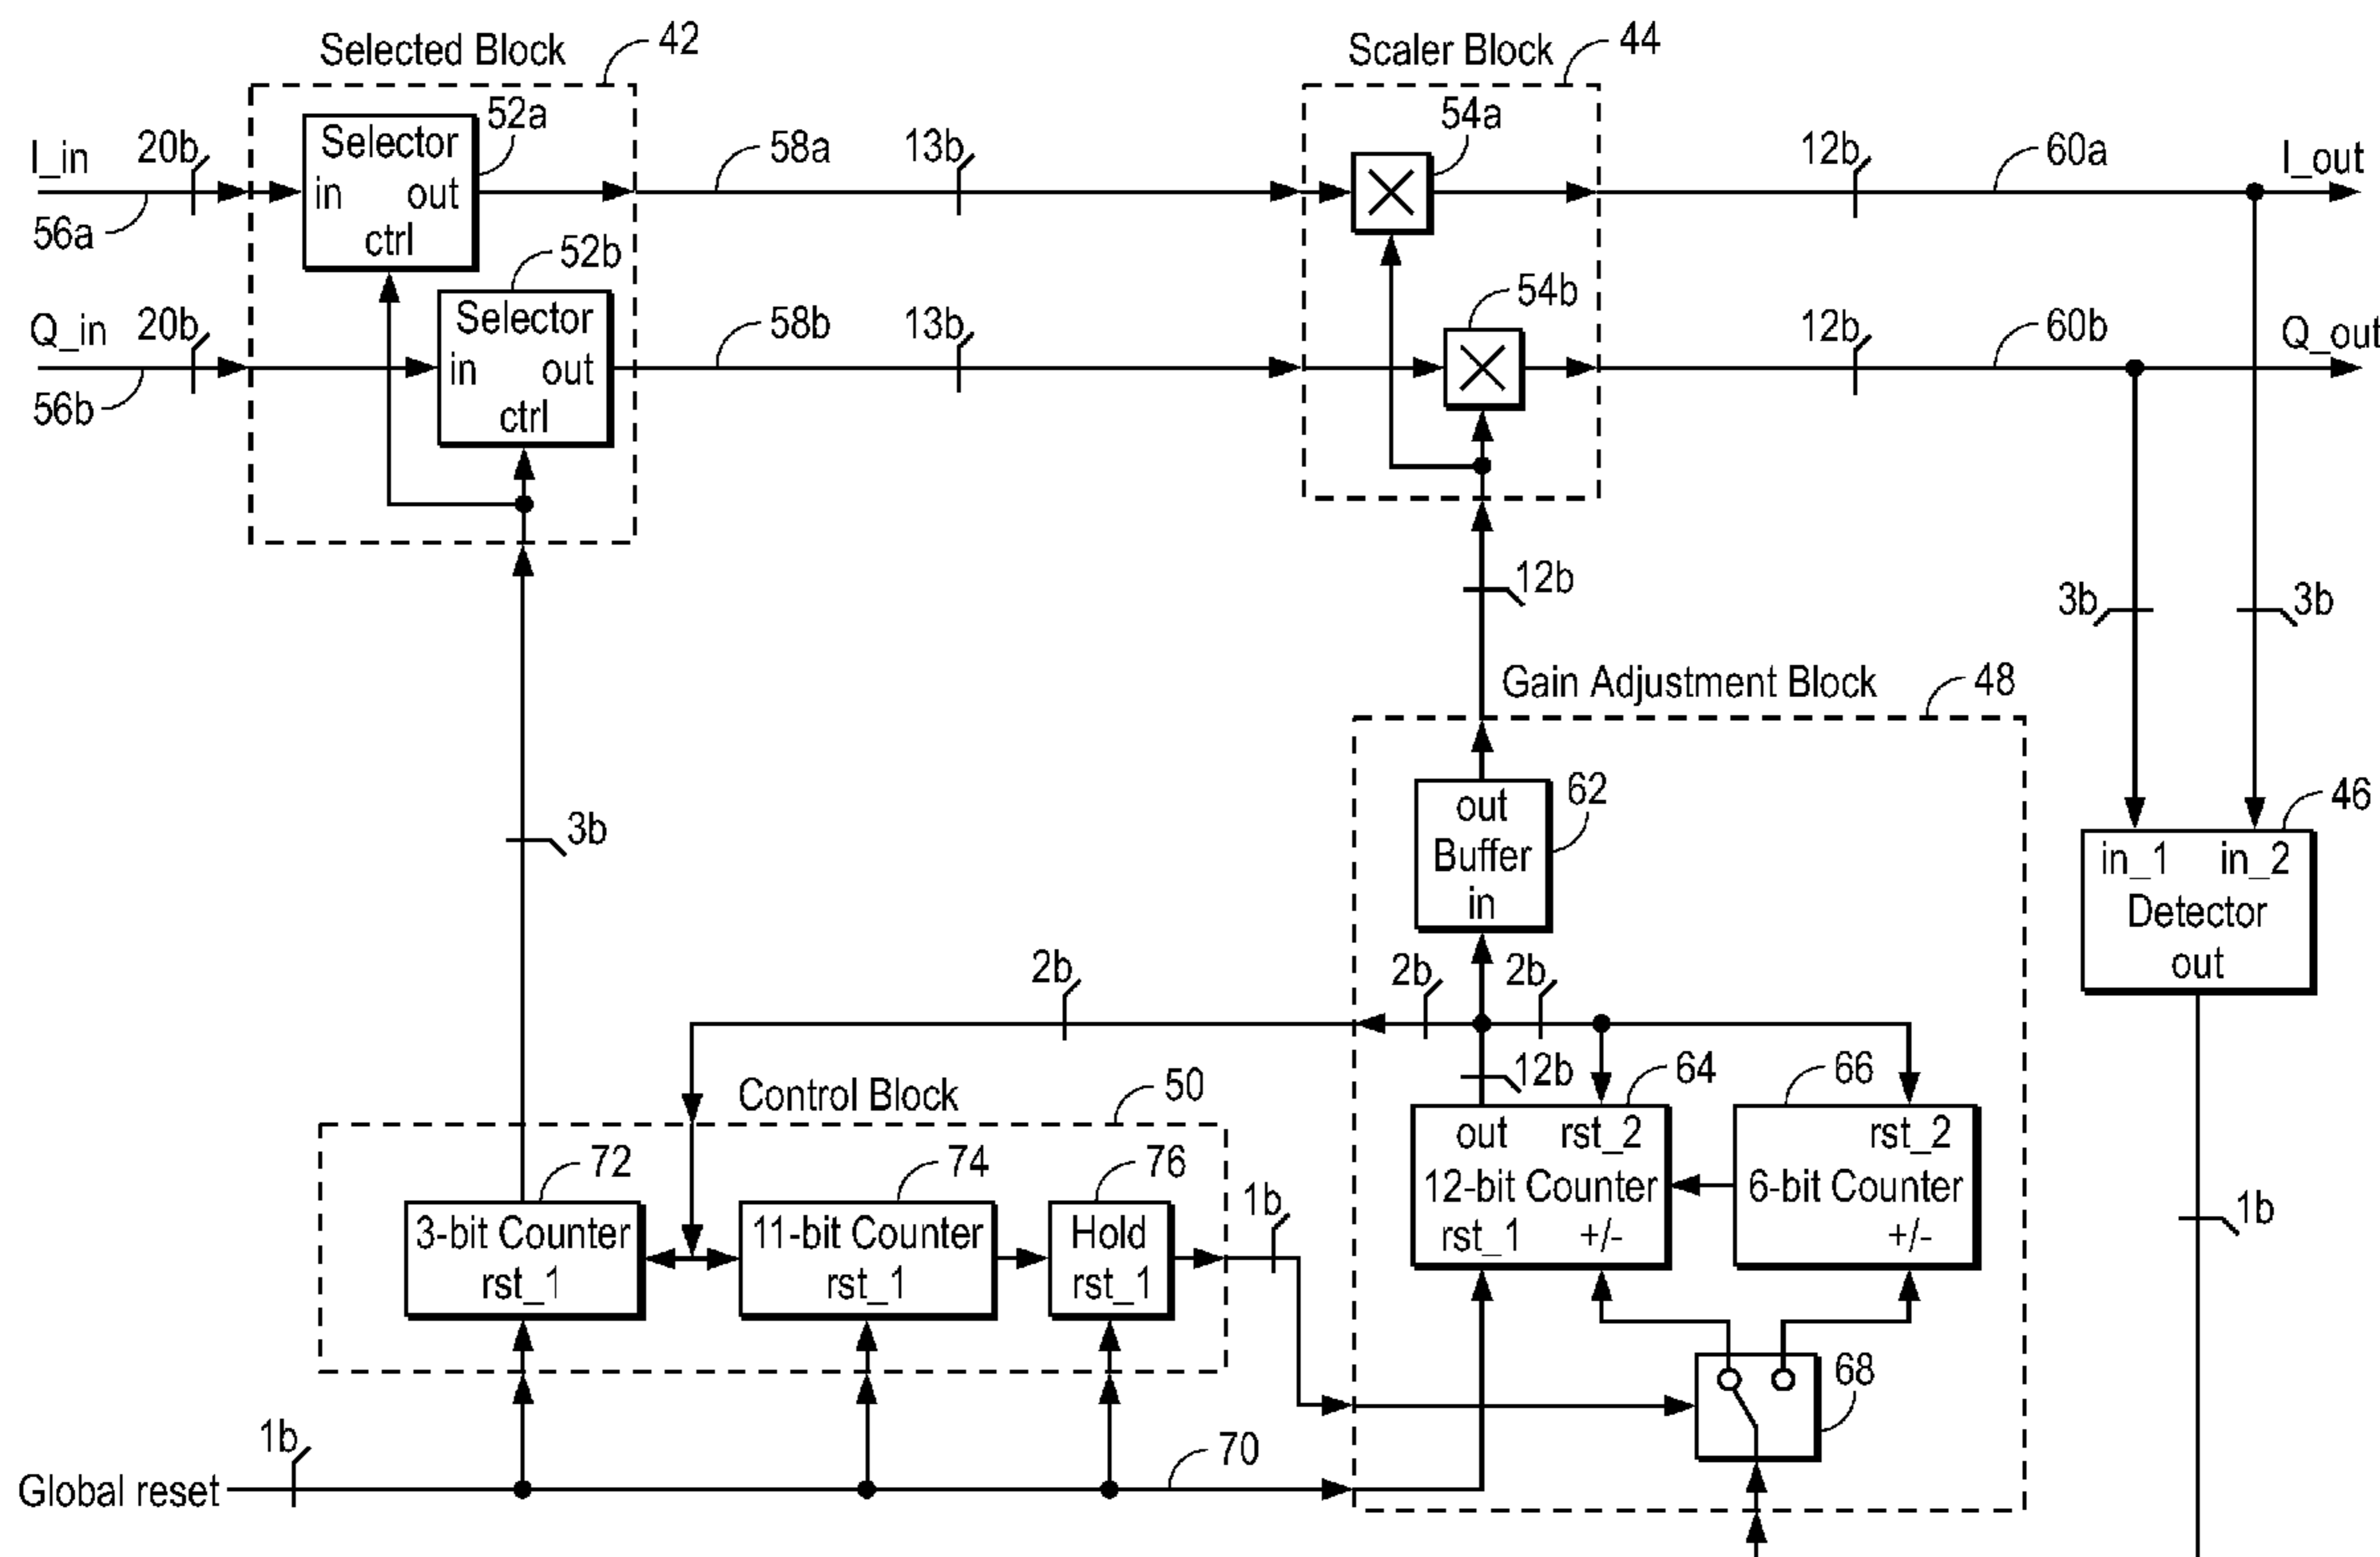 Selected Block
42
Scaler Block
44
I_in
20b
56a
Selector
in out
ctrl
52a
58a
13b
54a
12b
60a
I_out
Q_in
20b
56b
Selector
in out
ctrl
52b
58b
13b
54b
12b
60b
Q_out
12b
3b
3b
Gain Adjustment Block
48
out
Buffer
in
62
46
in_1 in_2
Detector
out
3b
2b
2b
2b
12b
64
66
Control Block
50
out rst_2
12-bit Counter
rst_1 +/-
rst_2
6-bit Counter
+/-
1b
72
74
76
3-bit Counter
rst_1
11-bit Counter
rst_1
Hold
rst_1
1b
68
Global reset
1b
70